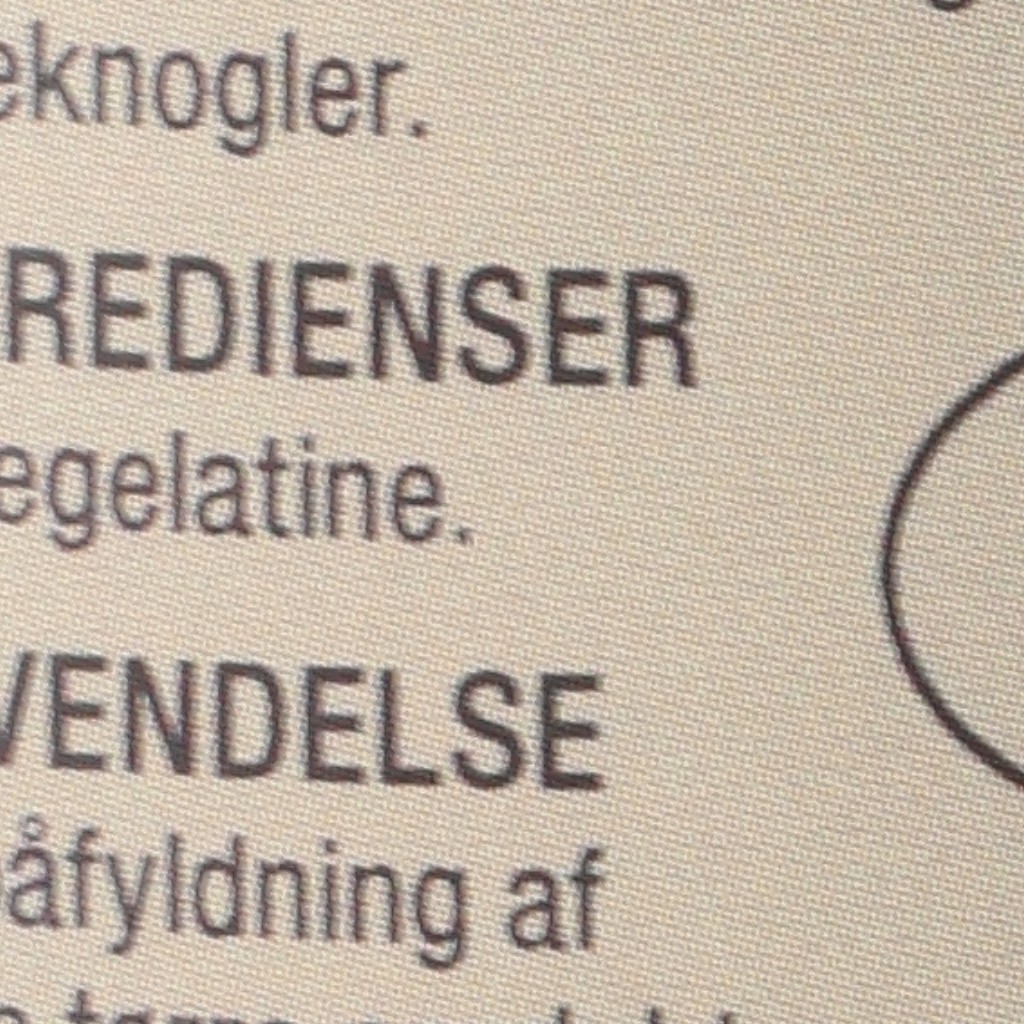 eknogler.
REDIENSER
egelatine.
VENDELSE
åfyldning af